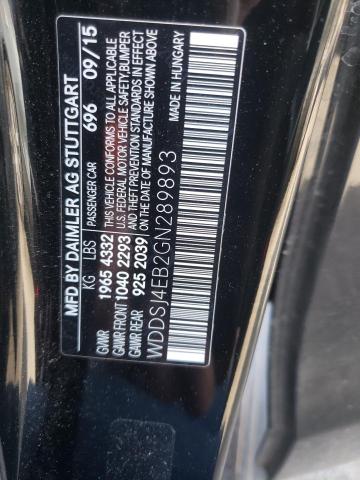 MFD BY DAIMLER AG STUTTGART
KG LBS PASSENGER CAR 696 09/15
GVWR 1965 4332 THIS VEHICLE CONFORMS TO ALL APPLICABLE
GAWR FRONT 1040 2293 U.S. FEDERAL MOTOR VEHICLE SAFETY, BUMPER
GAWR REAR 925 2039 AND THEFT PREVENTION STANDARDS IN EFFECT
ON THE DATE OF MANUFACTURE SHOWN ABOVE
WDDSJ4EB2GN289893
MADE IN HUNGARY